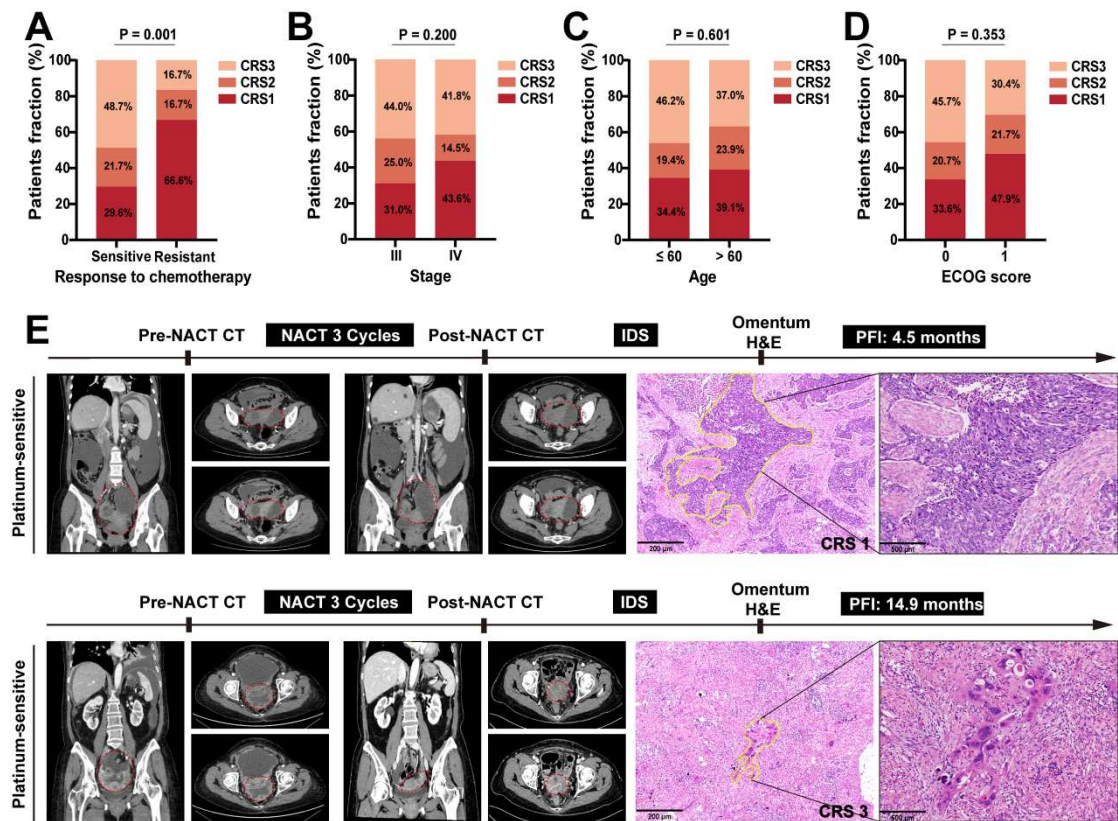 A
P = 0.001
Patients fraction (%)
100
80
60
40
20
0
48.7%
21.7%
29.6%
16.7%
16.7%
66.6%
CRS3
CRS2
CRS1
Sensitive Resistant
Response to chemotherapy
B
P = 0.200
Patients fraction (%)
100
80
60
40
20
0
44.0%
25.0%
31.0%
41.8%
14.5%
43.6%
CRS3
CRS2
CRS1
III IV
Stage
C
P = 0.601
Patients fraction (%)
100
80
60
40
20
0
46.2%
19.4%
34.4%
37.0%
23.9%
39.1%
CRS3
CRS2
CRS1
≤ 60 > 60
Age
D
P = 0.353
Patients fraction (%)
100
80
60
40
20
0
45.7%
20.7%
33.6%
30.4%
21.7%
47.9%
CRS3
CRS2
CRS1
0 1
ECOG score
E
Pre-NACT CT NACT 3 Cycles Post-NACT CT IDS Omentum
H&E
PFI: 4.5 months
Platinum-sensitive
200 µm
CRS 1
500 µm
Pre-NACT CT NACT 3 Cycles Post-NACT CT IDS Omentum
H&E
PFI: 14.9 months
Platinum-sensitive
200 µm
CRS 3
500 µm